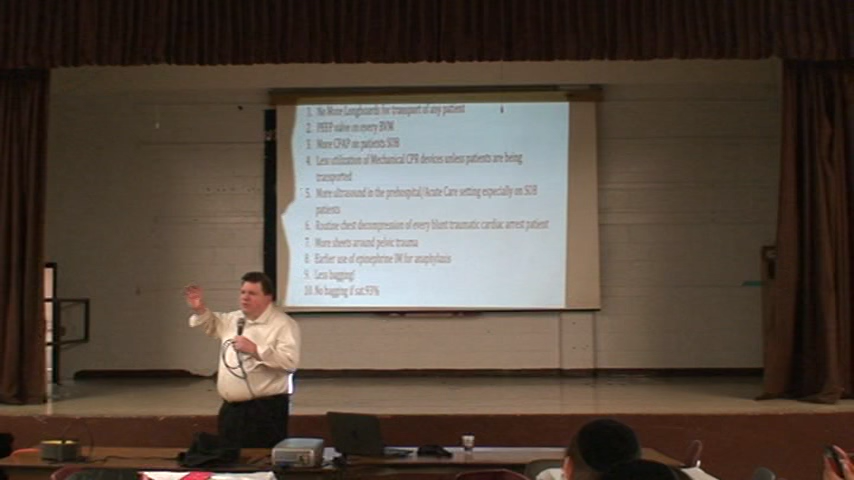 1. No More Longboards for transport of any patient
2. PEEP valve on every BVM
3. More CPAP on patients SOB
4. Less utilization of Mechanical CPR devices unless patients are being
transported
5. More ultrasound in the prehospital/Acute Care setting especially on SOB
patients
6. Routine chest decompression of every blunt traumatic cardiac arrest patient
7. More sheets around pelvic trauma
8. Earlier use of epinephrine IM for anaphylaxis
9. Less bagging!
10. No bagging if sat 93%